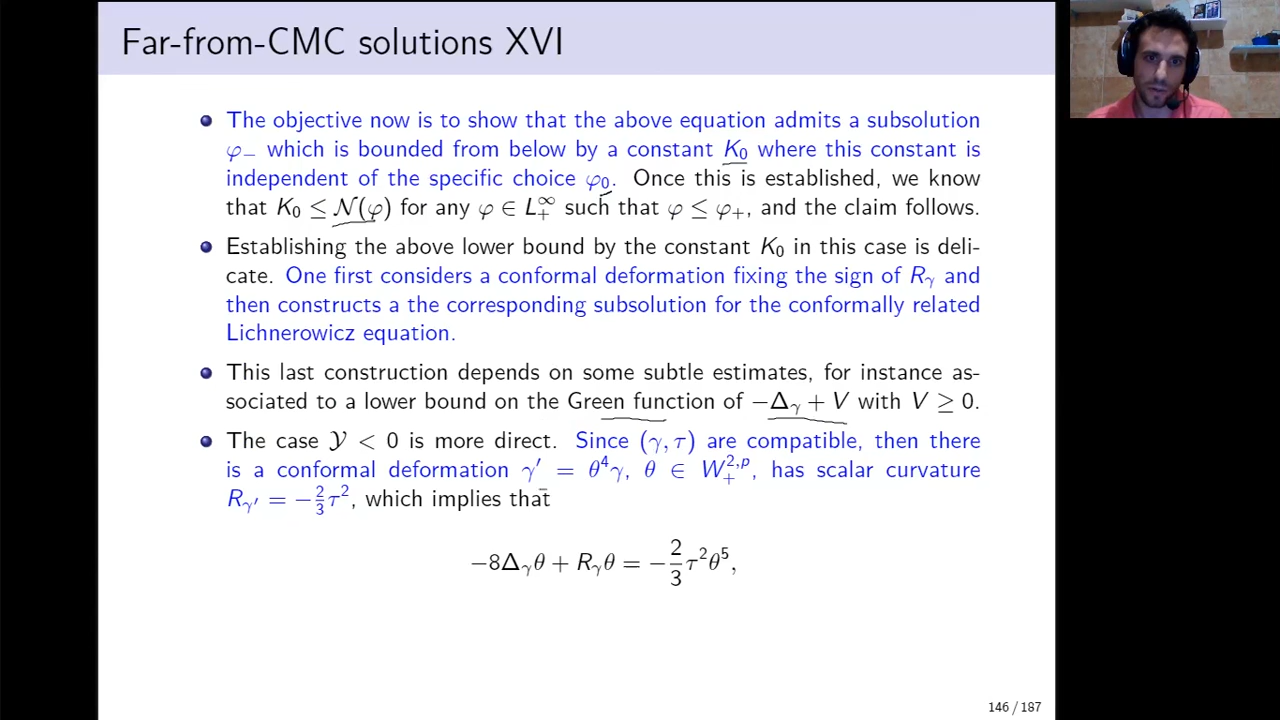 Far-from-CMC solutions XVI
The objective now is to show that the above equation admits a subsolution
φ₋ which is bounded from below by a constant K₀ where this constant is
independent of the specific choice φ₀. Once this is established, we know
that K₀ ≤ 𝒩(φ) for any φ ∈ L₊^∞ such that φ ≤ φ₊, and the claim follows.
Establishing the above lower bound by the constant K₀ in this case is deli-
cate. One first considers a conformal deformation fixing the sign of R_γ and
then constructs a the corresponding subsolution for the conformally related
Lichnerowicz equation.
This last construction depends on some subtle estimates, for instance as-
sociated to a lower bound on the Green function of −Δ_γ + V with V ≥ 0.
The case 𝒴 < 0 is more direct. Since (γ, τ) are compatible, then there
is a conformal deformation γ′ = θ⁴γ, θ ∈ W₊^{2,p}, has scalar curvature
R_γ′ = −2/3 τ², which implies that
−8Δ_γθ + R_γθ = −2/3 τ²θ⁵,
146 / 187